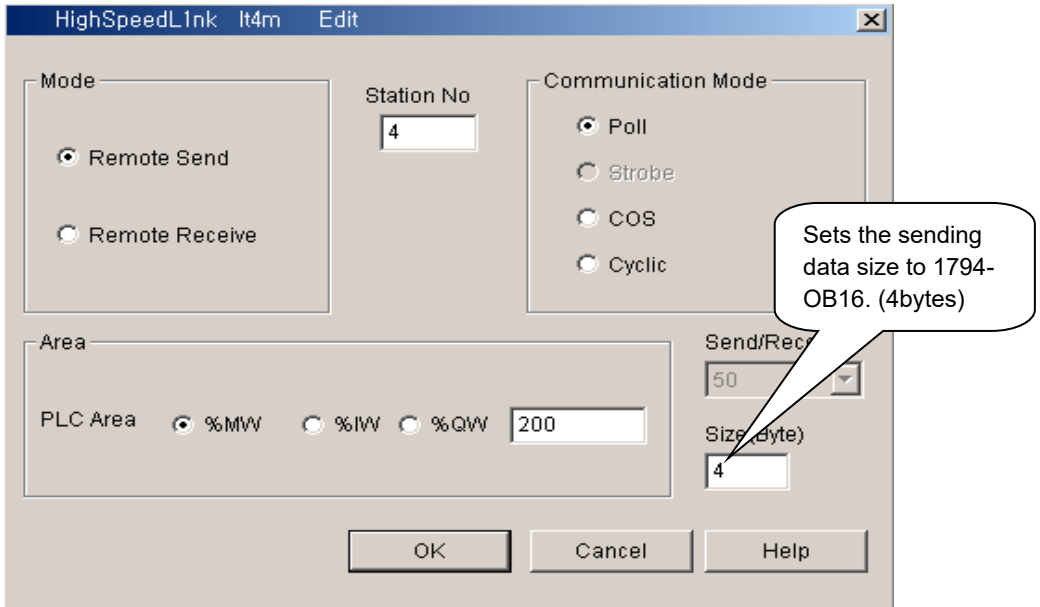 HighSpeedL1nk It4m Edit
Mode
Remote Send
Remote Receive
Station No
4
Communication Mode
Poll
Strobe
COS
Cyclic
Sets the sending
data size to 1794-
OB16. (4bytes)
Area
PLC Area %MW %IW %QW 200
Send/Rece
50
Size(Byte)
4
OK Cancel Help